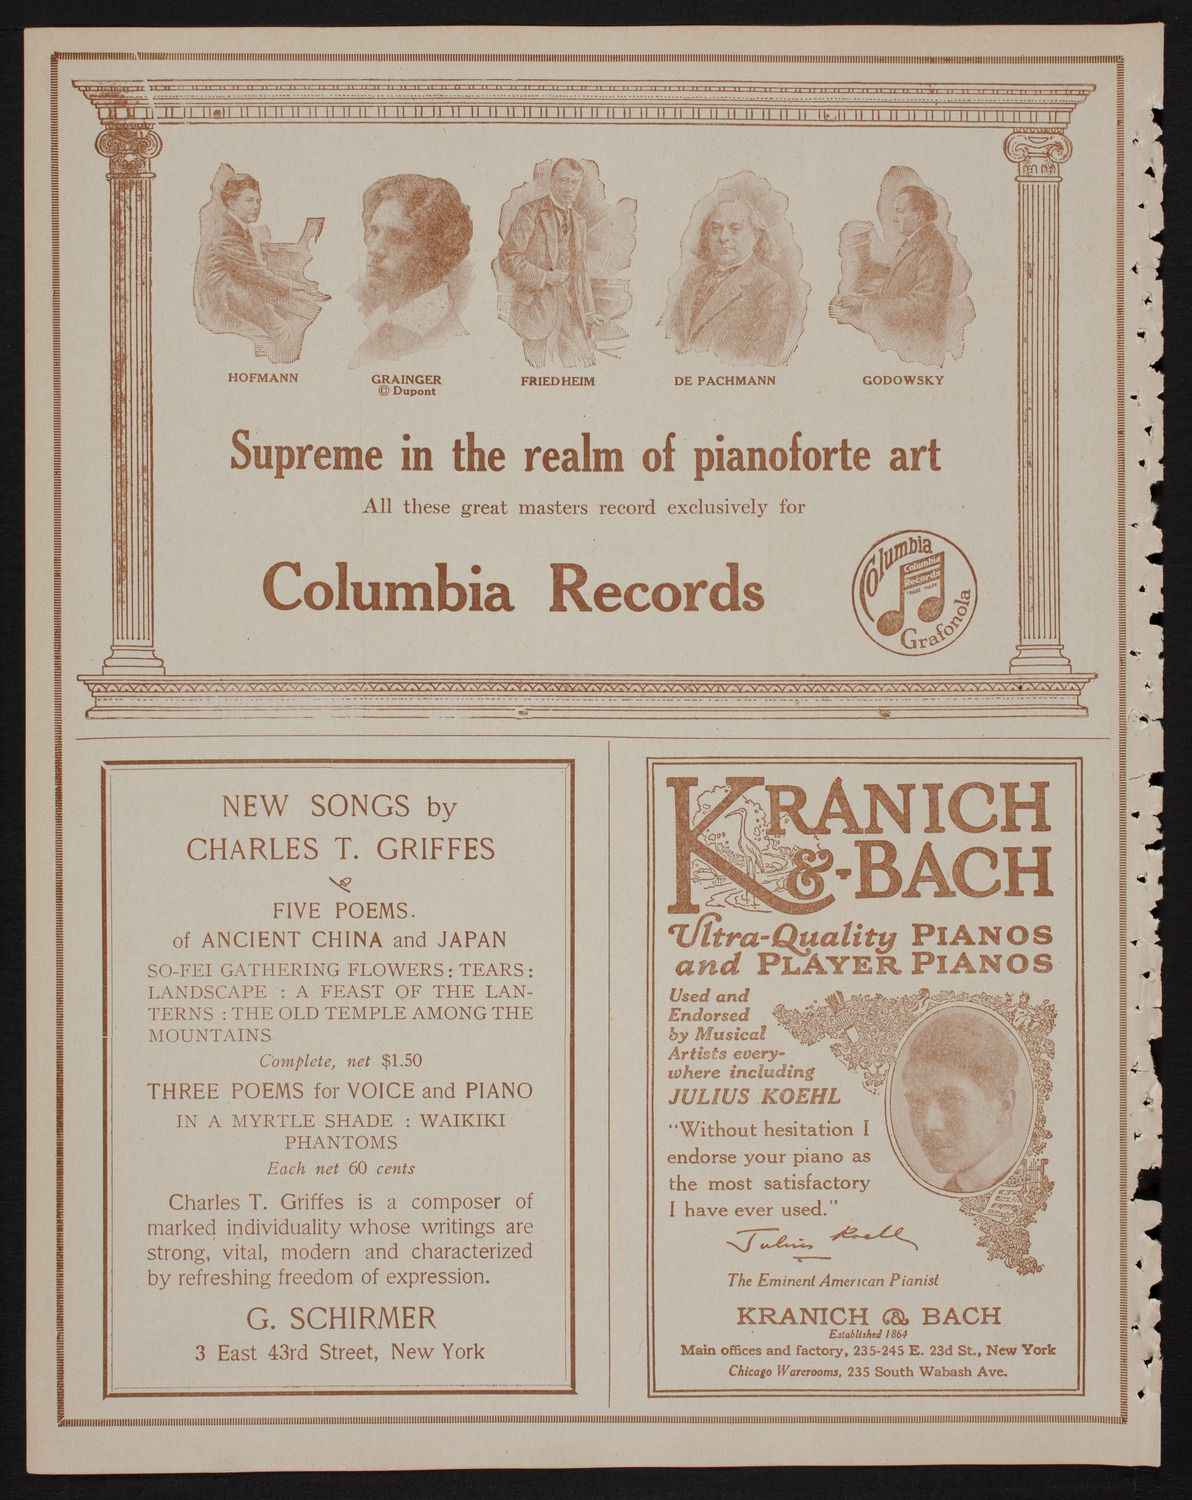 HOFMANN
GRAINGER
© Dupont
FRIEDHEIM
DE PACHMANN
GODOWSKY
Supreme in the realm of pianoforte art
All these great masters record exclusively for
Columbia Records
Columbia
Columbia
Records
TRADE MARK
Grafonola
NEW SONGS by
CHARLES T. GRIFFES
FIVE POEMS.
of ANCIENT CHINA and JAPAN
SO-FEI GATHERING FLOWERS : TEARS :
LANDSCAPE : A FEAST OF THE LAN-
TERNS : THE OLD TEMPLE AMONG THE
MOUNTAINS
Complete, net $1.50
THREE POEMS for VOICE and PIANO
IN A MYRTLE SHADE : WAIKIKI
PHANTOMS
Each net 60 cents
Charles T. Griffes is a composer of
marked individuality whose writings are
strong, vital, modern and characterized
by refreshing freedom of expression.
G. SCHIRMER
3 East 43rd Street, New York
KRANICH
&-BACH
Ultra-Quality PIANOS
and PLAYER PIANOS
Used and
Endorsed
by Musical
Artists every-
where including
JULIUS KOEHL
"Without hesitation I
endorse your piano as
the most satisfactory
I have ever used."
Julius Koehl
The Eminent American Pianist
KRANICH & BACH
Established 1864
Main offices and factory, 235-245 E. 23d St., New York
Chicago Warerooms, 235 South Wabash Ave.